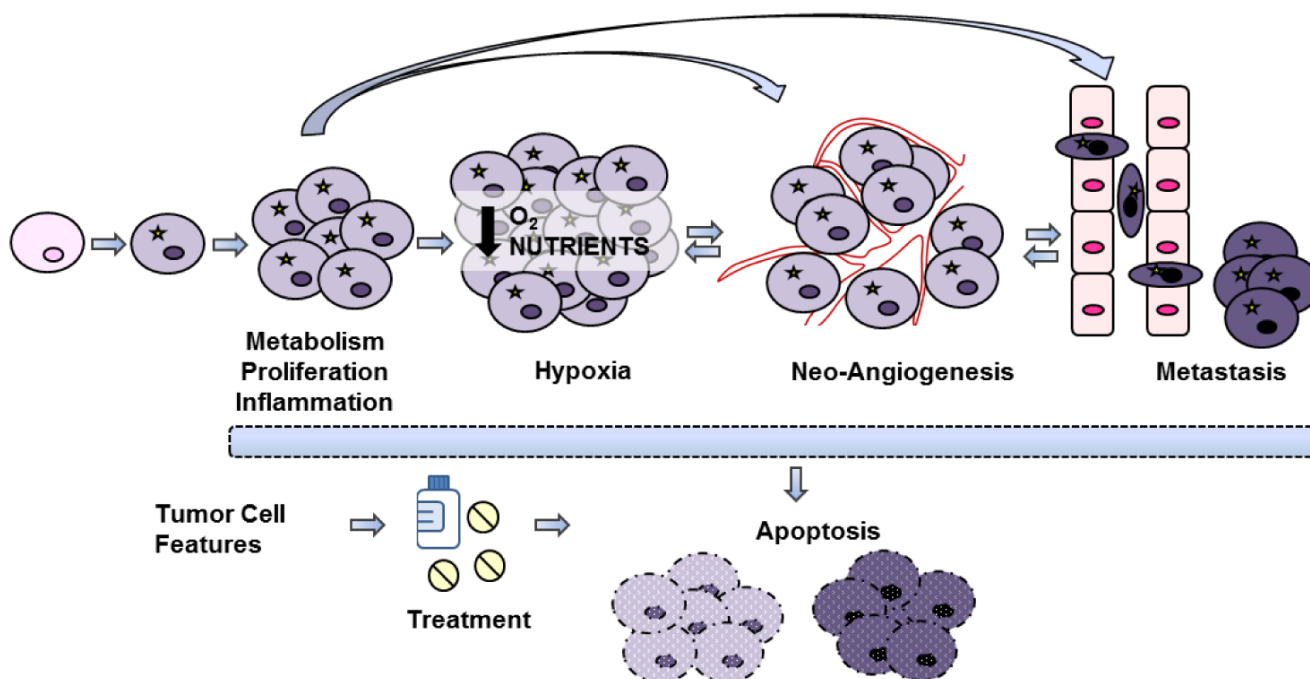 O2
NUTRIENTS
Metabolism
Proliferation
Inflammation
Hypoxia
Neo-Angiogenesis
Metastasis
Tumor Cell
Features
Treatment
Apoptosis